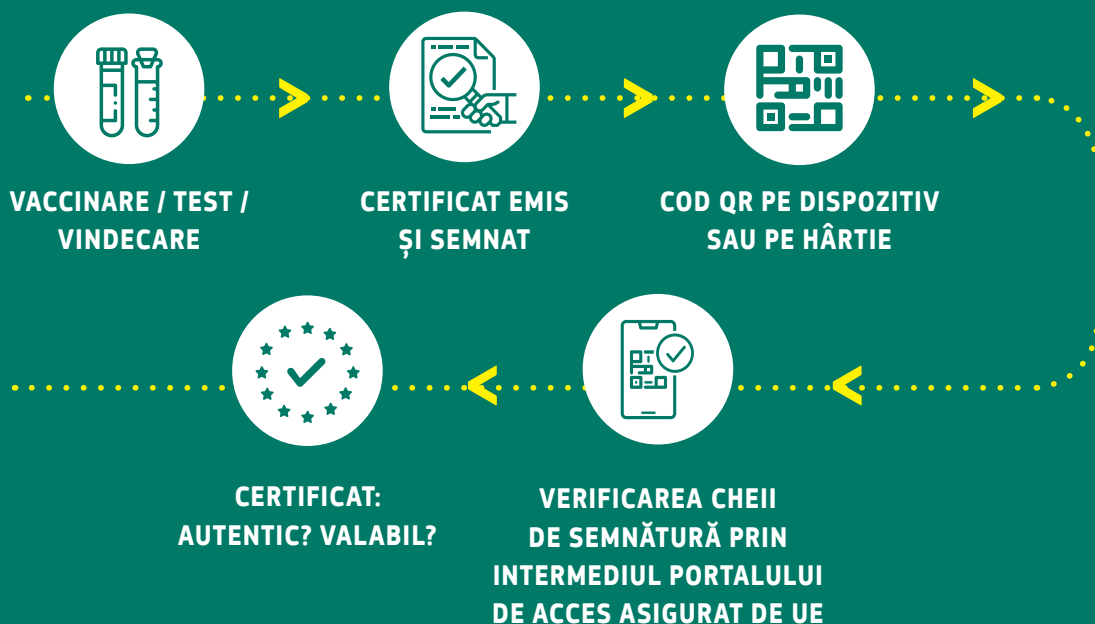 VACCINARE / TEST /
VINDECARE
CERTIFICAT EMIS
ȘI SEMNAT
COD QR PE DISPOZITIV
SAU PE HÂRTIE
CERTIFICAT:
AUTENTIC? VALABIL?
VERIFICAREA CHEII
DE SEMNĂTURĂ PRIN
INTERMEDIUL PORTALULUI
DE ACCES ASIGURAT DE UE